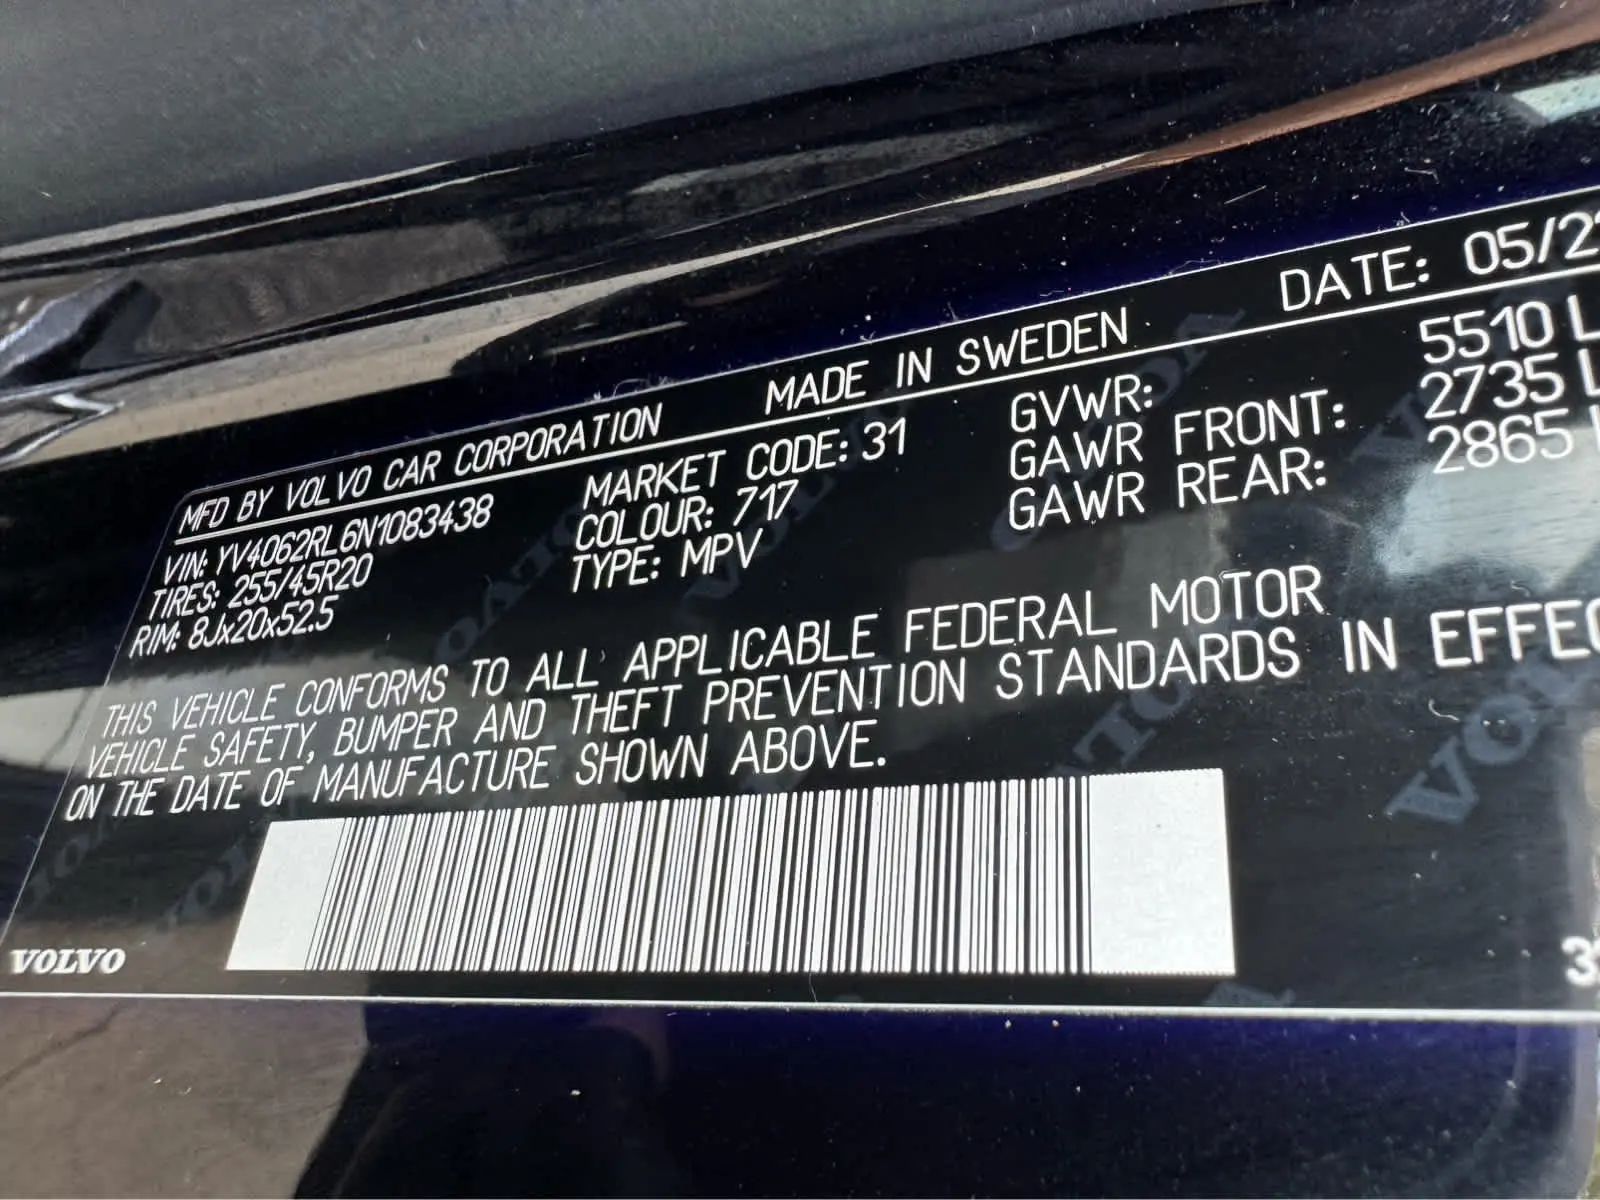 MFD BY VOLVO CAR CORPORATION MADE IN SWEDEN DATE: 05/2
VIN: YV4062RL6N1083438 MARKET CODE: 31 GVWR: 5510 L
TIRES: 255/45R20 COLOUR: 717 GAWR FRONT: 2735 L
RIM: 8Jx20x52.5 TYPE: MPV GAWR REAR: 2865
THIS VEHICLE CONFORMS TO ALL APPLICABLE FEDERAL MOTOR
VEHICLE SAFETY, BUMPER AND THEFT PREVENTION STANDARDS IN EFFEC
ON THE DATE OF MANUFACTURE SHOWN ABOVE.
VOLVO 3